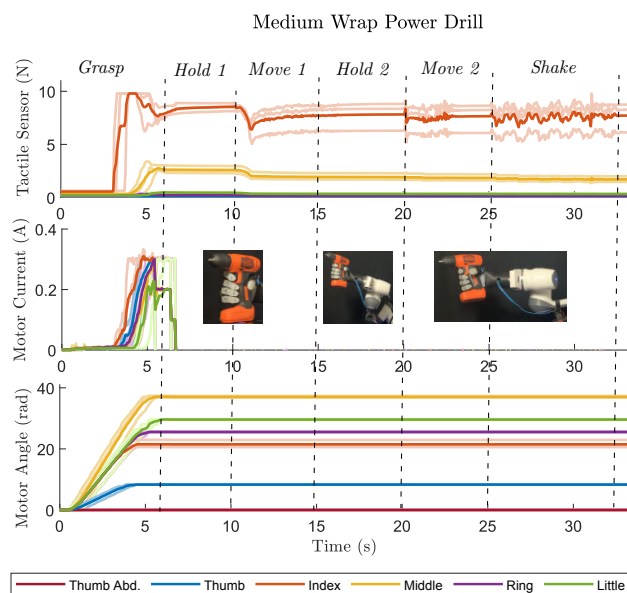 Medium Wrap Power Drill
Grasp Hold 1 Move 1 Hold 2 Move 2 Shake
Tactile Sensor (N)
10
5
0
0 5 10 15 20 25 30
Motor Current (A)
0.4
0.2
0
0 5 10 15 20 25 30
Motor Angle (rad)
40
20
0
0 5 10 15 20 25 30
Time (s)
Thumb Abd. Thumb Index Middle Ring Little